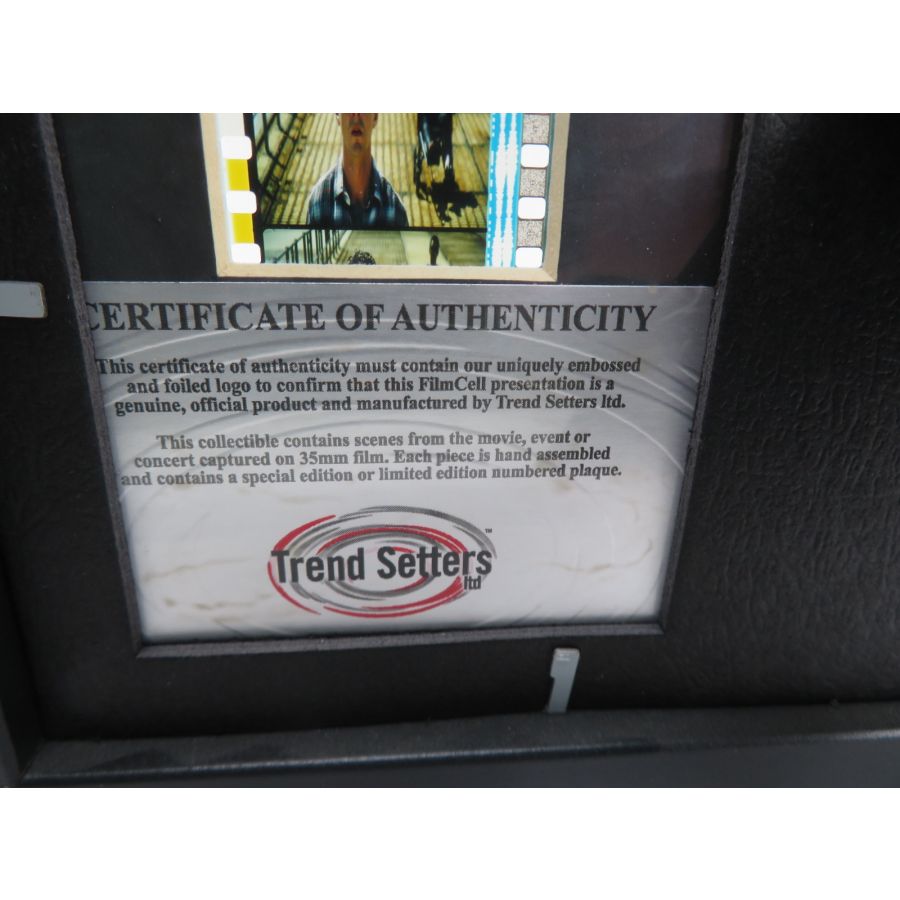 CERTIFICATE OF AUTHENTICITY
This certificate of authenticity must contain our uniquely embossed
and foiled logo to confirm that this FilmCell presentation is a
genuine, official product and manufactured by Trend Setters ltd.
This collectible contains scenes from the movie, event or
concert captured on 35mm film. Each piece is hand assembled
and contains a special edition or limited edition numbered plaque.
Trend Setters™
ltd